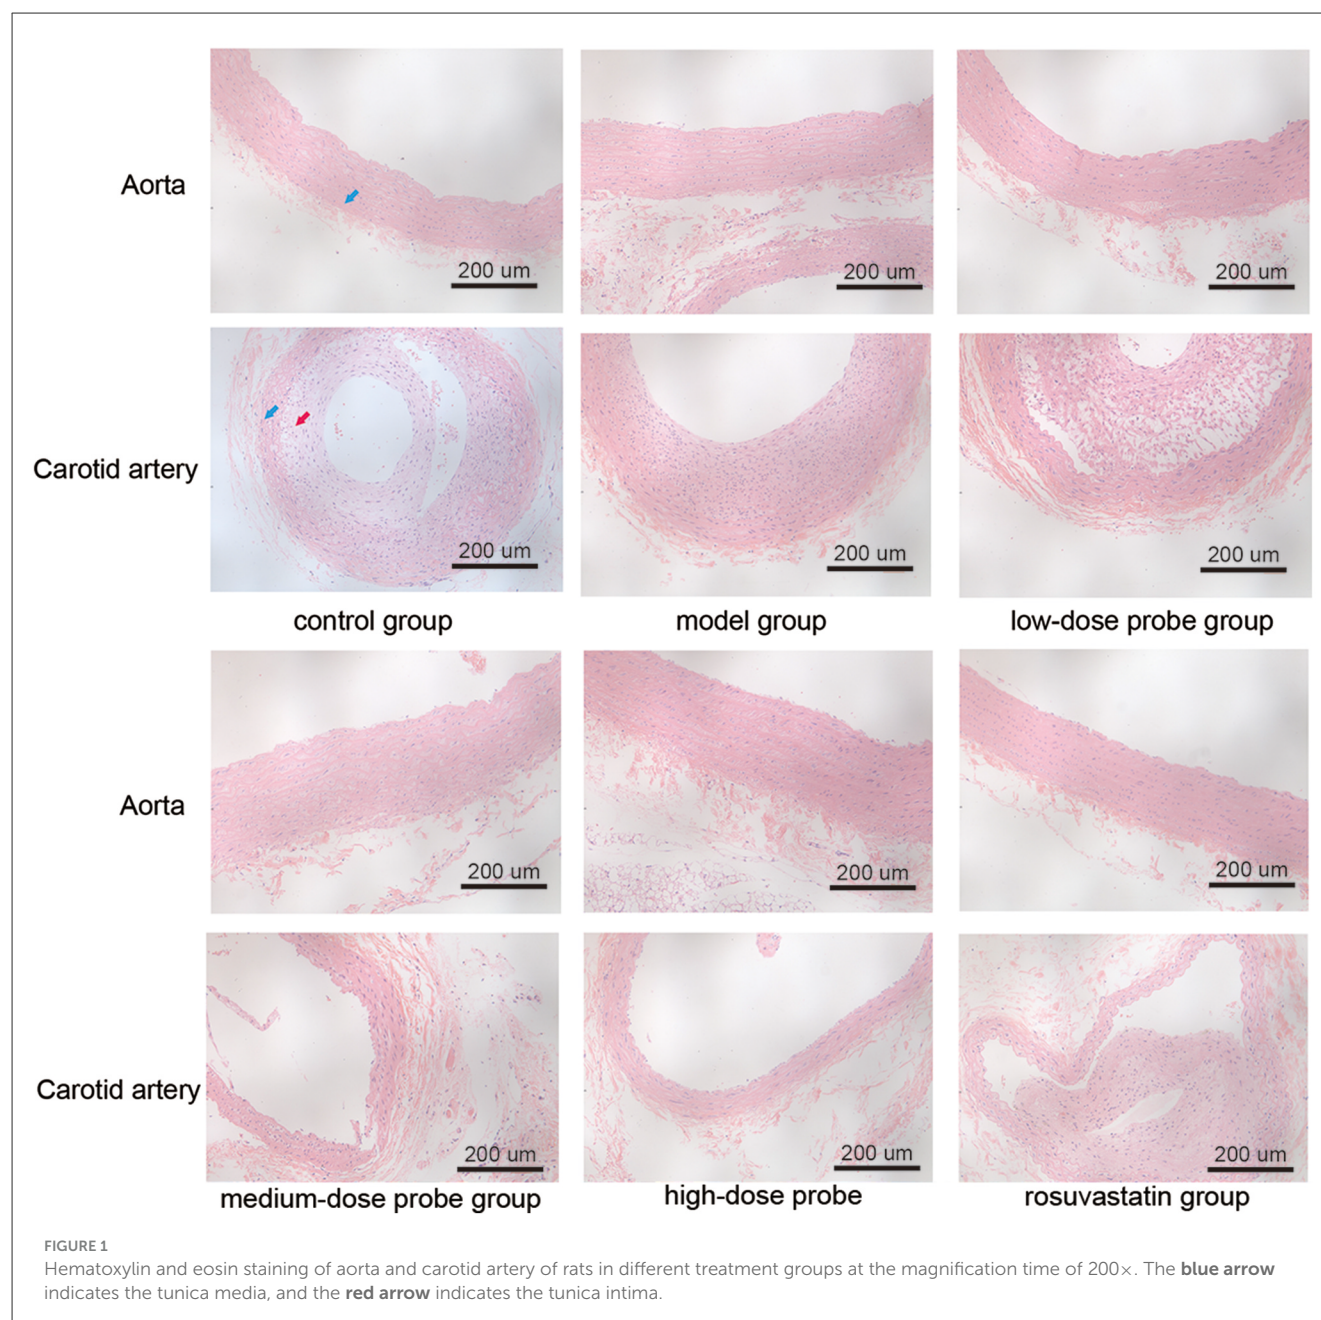 Aorta
200 um
200 um
200 um
Carotid artery
200 um
200 um
200 um
control group
model group
low-dose probe group
Aorta
200 um
200 um
200 um
Carotid artery
200 um
200 um
200 um
medium-dose probe group
high-dose probe
rosuvastatin group
FIGURE 1
Hematoxylin and eosin staining of aorta and carotid artery of rats in different treatment groups at the magnification time of 200×. The blue arrow
indicates the tunica media, and the red arrow indicates the tunica intima.